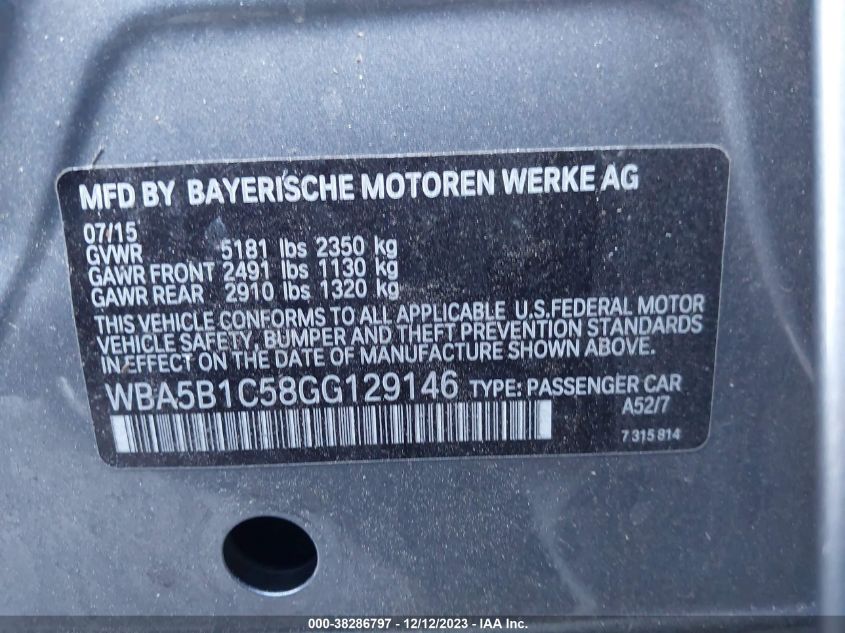 MFD BY BAYERISCHE MOTOREN WERKE AG
07/15
GVWR 5181 lbs 2350 kg
GAWR FRONT 2491 lbs 1130 kg
GAWR REAR 2910 lbs 1320 kg
THIS VEHICLE CONFORMS TO ALL APPLICABLE U.S.FEDERAL MOTOR
VEHICLE SAFETY, BUMPER AND THEFT PREVENTION STANDARDS
IN EFFECT ON THE DATE OF MANUFACTURE SHOWN ABOVE.
WBA5B1C58GG129146 TYPE: PASSENGER CAR
A52/7
7 315 814
000-38286797 - 12/12/2023 - IAA Inc.